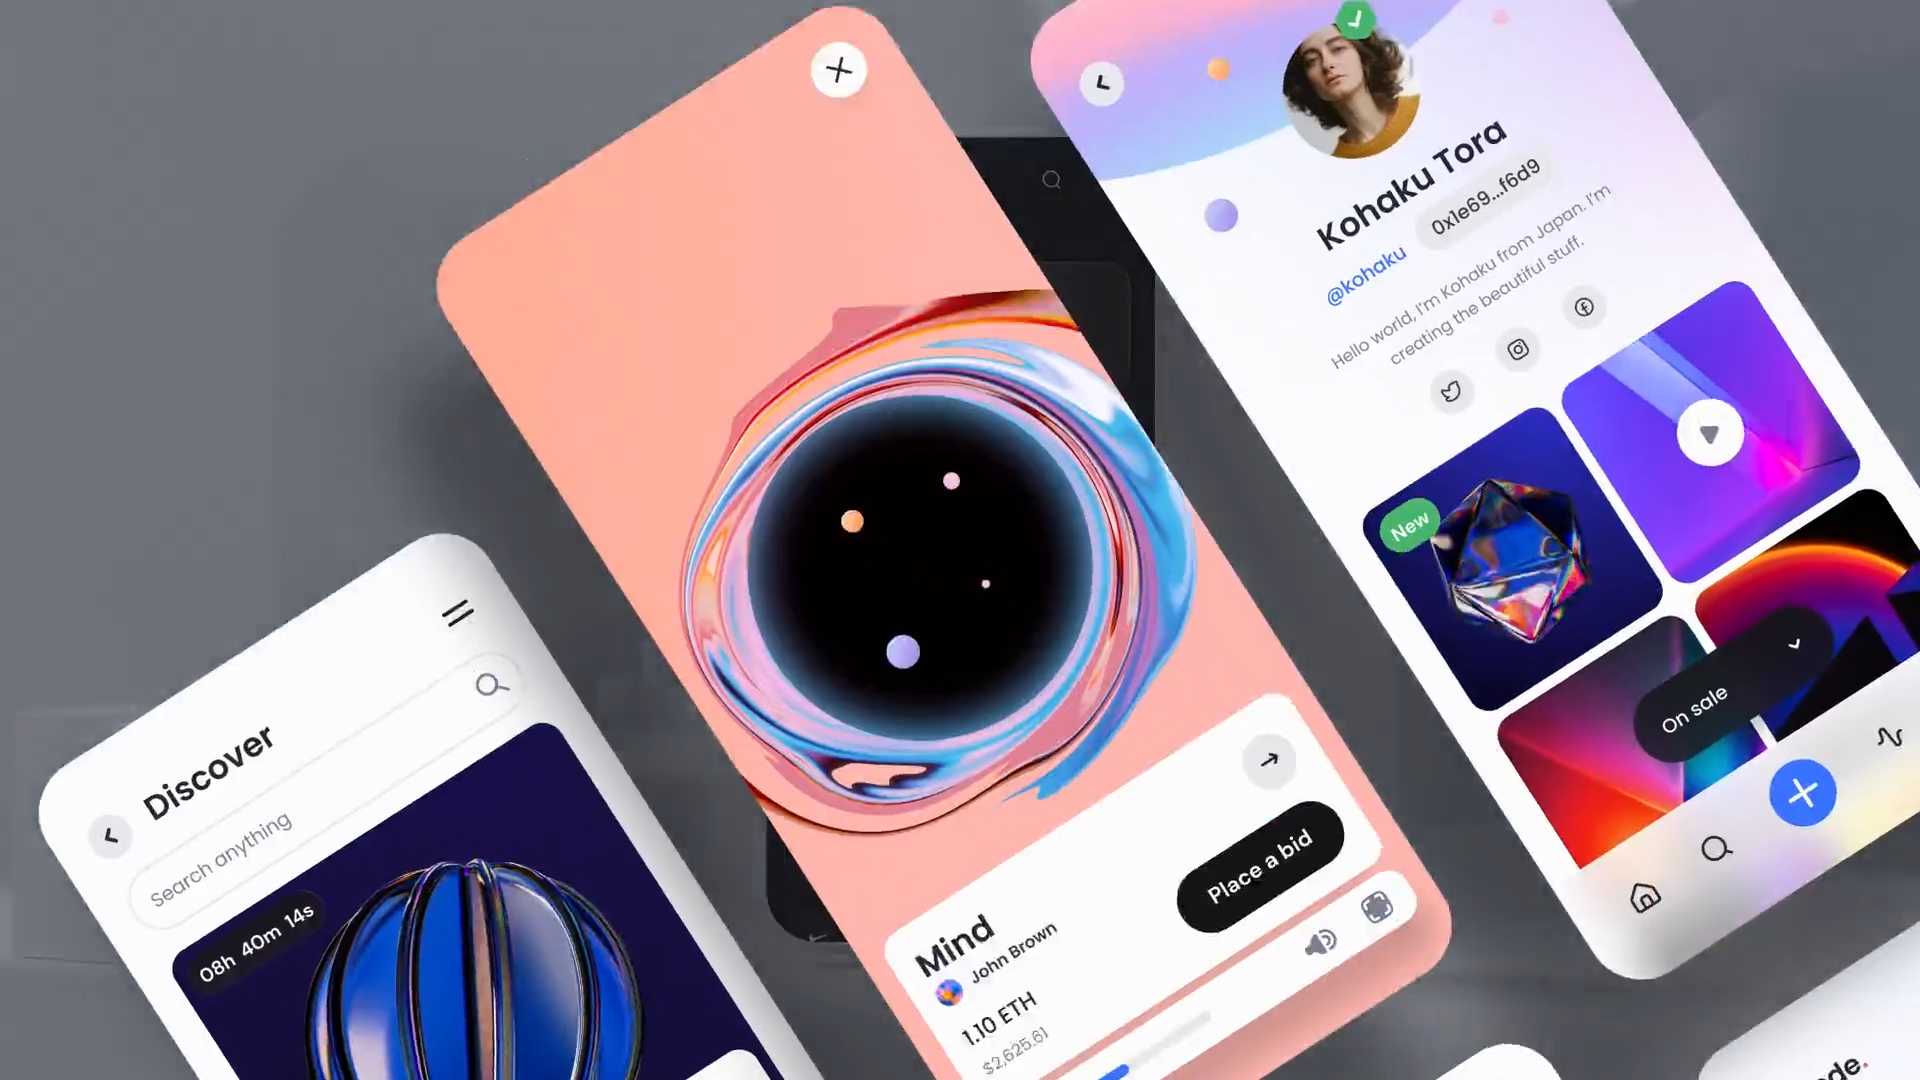 Discover
Search anything
08h 40m 14s
Mind
John Brown
1.10 ETH
$2,625.61
Place a bid
Kohaku Tora
@kohaku
0x1e69...f6d9
Hello world, I'm Kohaku from Japan. I'm
creating the beautiful stuff.
New
On sale
de.